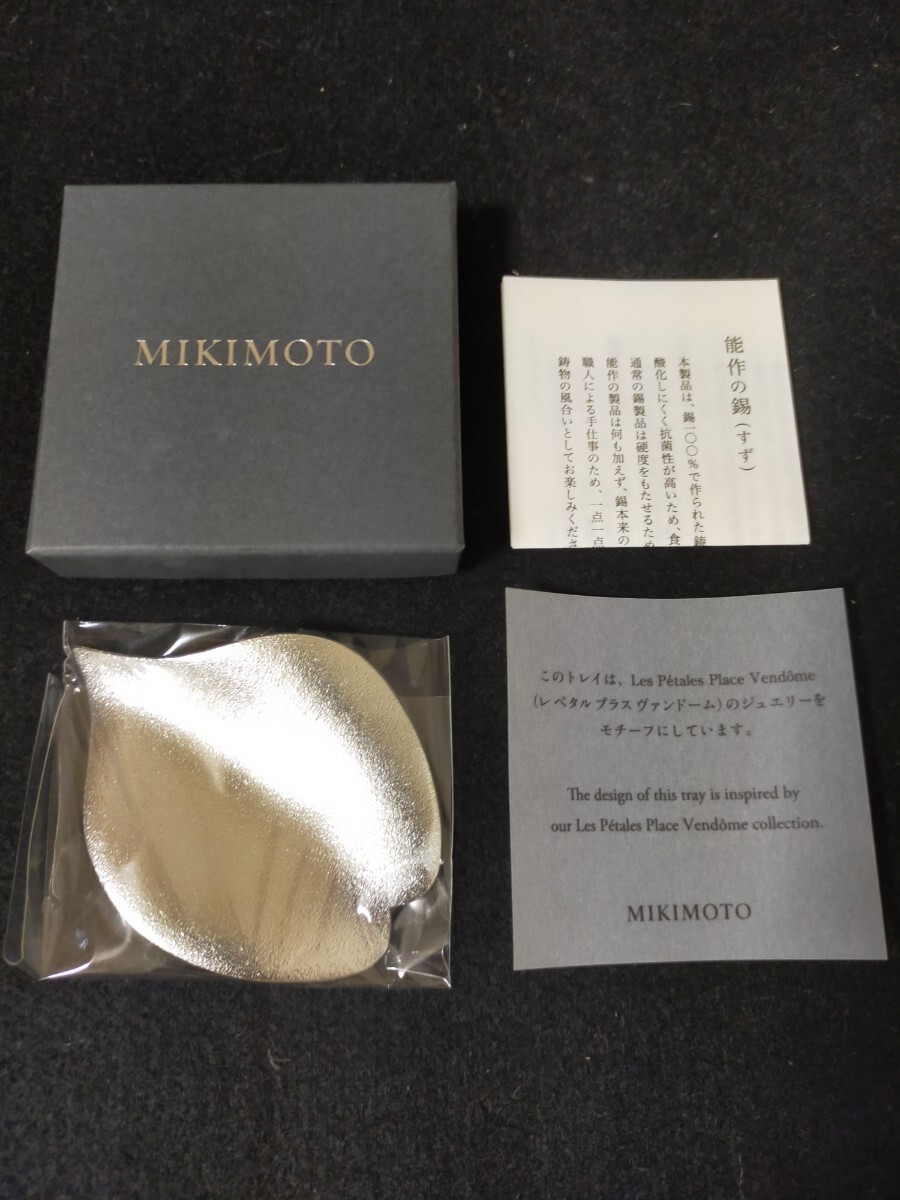 MIKIMOTO
能作の錫(すず)
本製品は、錫一〇〇%で作られた
酸化しにくく抗菌性が高いため、食
通常の錫製品は硬度をもたせるため
能作の製品は何も加えず、錫本来の
職人による手仕事のため、一点一点
鋳物の風合いとしてお楽しみくださ
このトレイは、Les Pétales Place Vendôme
(レ ペタル プラス ヴァンドーム)のジュエリーを
モチーフにしています。
The design of this tray is inspired by
our Les Pétales Place Vendôme collection.
MIKIMOTO